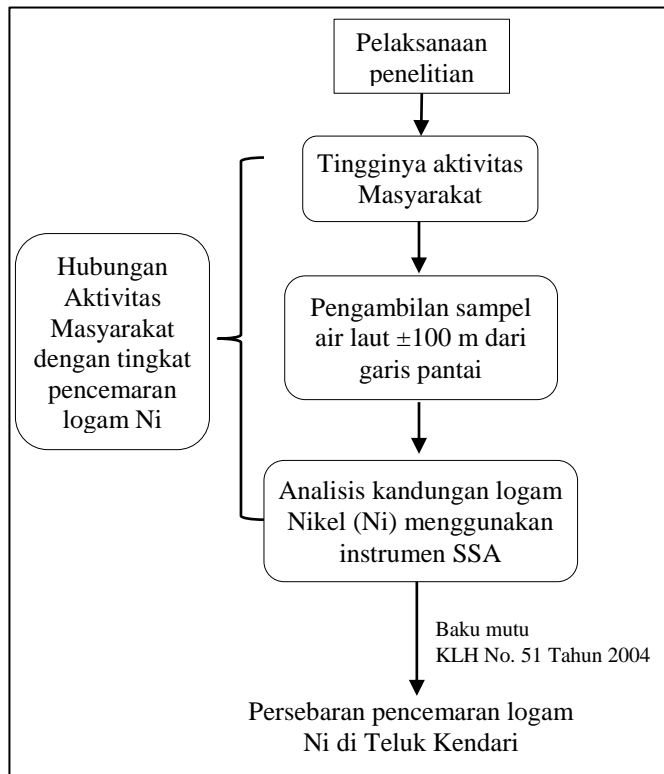 Pelaksanaan
penelitian
Tingginya aktivitas
Masyarakat
Hubungan
Aktivitas
Masyarakat
dengan tingkat
pencemaran
logam Ni
Pengambilan sampel
air laut ±100 m dari
garis pantai
Analisis kandungan logam
Nikel (Ni) menggunakan
instrumen SSA
Baku mutu
KLH No. 51 Tahun 2004
Persebaran pencemaran logam
Ni di Teluk Kendari